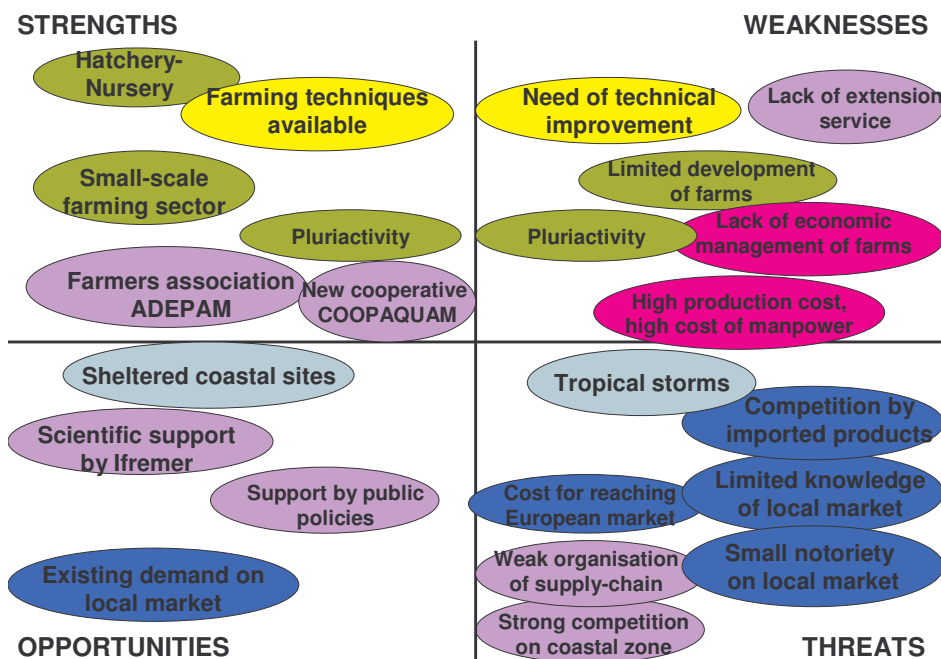 STRENGTHS
Hatchery-
Nursery
Farming techniques
available
Small-scale
farming sector
Pluriactivity
Farmers association
ADEPAM
New cooperative
COOPAQUAM
WEAKNESSES
Need of technical
improvement
Lack of extension
service
Limited development
of farms
Pluriactivity
Lack of economic
management of farms
High production cost,
high cost of manpower
Sheltered coastal sites
Scientific support
by Ifremer
Support by public
policies
Existing demand on
local market
OPPORTUNITIES
Tropical storms
Competition by
imported products
Cost for reaching
European market
Limited knowledge
of local market
Weak organisation
of supply-chain
Small notoriety
on local market
Strong competition
on coastal zone
THREATS